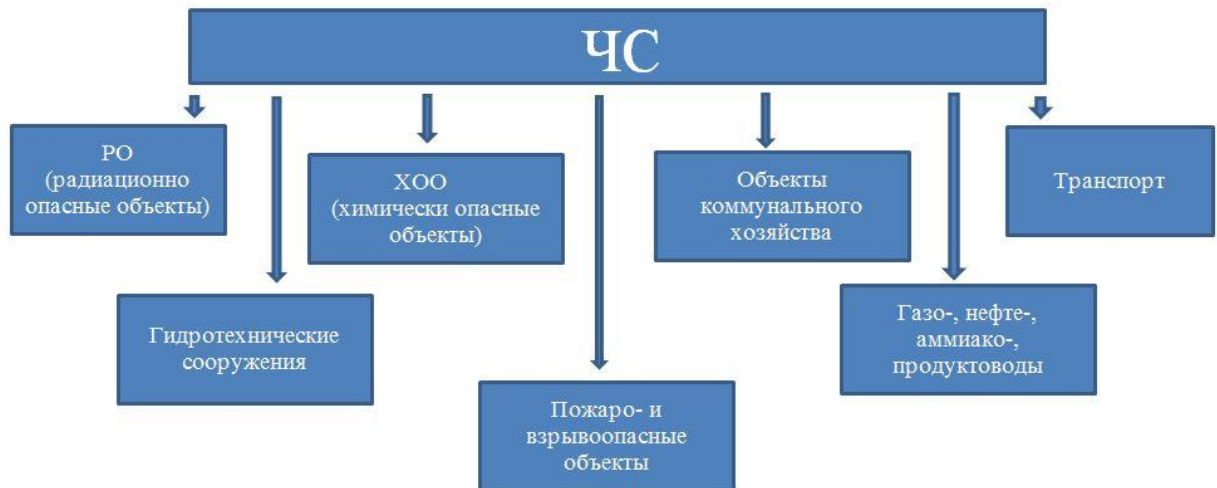 ЧС
РО
(радиационно
опасные объекты)
Гидротехнические
сооружения
ХОО
(химически опасные
объекты)
Пожаро- и
взрывоопасные
объекты
Объекты
коммунального
хозяйства
Газо-, нефте-,
аммиако-,
продуктоводы
Транспорт